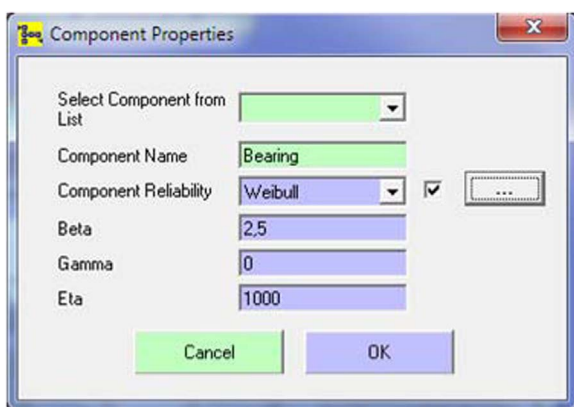 Component Properties
Select Component from
List
Component Name Bearing
Component Reliability Weibull ...
Beta 2,5
Gamma 0
Eta 1000
Cancel OK